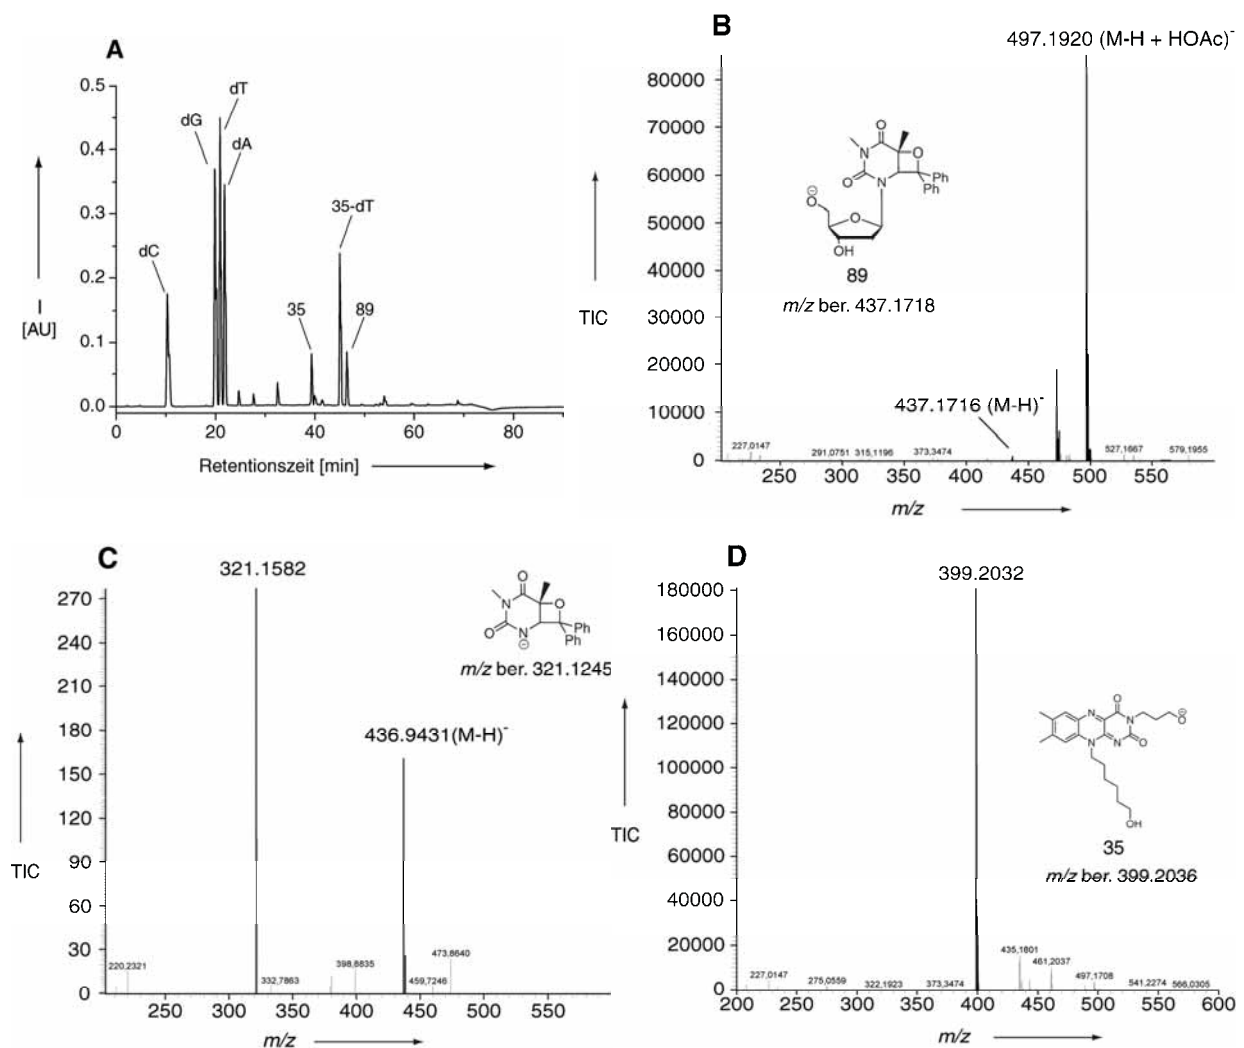 A
0.5
0.4
0.3
0.2
0.1
0.0
I
[AU]
dC
dG
dT
dA
35-dT
35
89
0
20
40
60
80
Retentionszeit [min]
B
497.1920 (M-H + HOAc)-
80000
70000
60000
50000
40000
30000
20000
10000
0
TIC
O
N
O
O
N
Ph
Ph
⊖
O
O
OH
89
m/z ber. 437.1718
437.1716 (M-H)-
227,0147
291,0751
315,1196
373,3474
527,1667
579,1955
250
300
350
400
450
500
550
m/z
C
321.1582
270
240
210
180
150
120
90
60
30
0
TIC
O
N
O
O
N
⊖
Ph
Ph
m/z ber. 321.1245
436.9431(M-H)-
220,2321
332,7863
398,8835
459,7246
473,8640
250
300
350
400
450
500
550
m/z
D
399.2032
180000
160000
140000
120000
100000
80000
60000
40000
20000
0
TIC
O
N
N
⊖
O
N
N
O
OH
35
m/z ber. 399.2036
227,0147
275,0559
322,1923
373,3474
435,1801
461,2037
497,1708
541,2274
566,0305
200
250
300
350
400
450
500
550
600
m/z